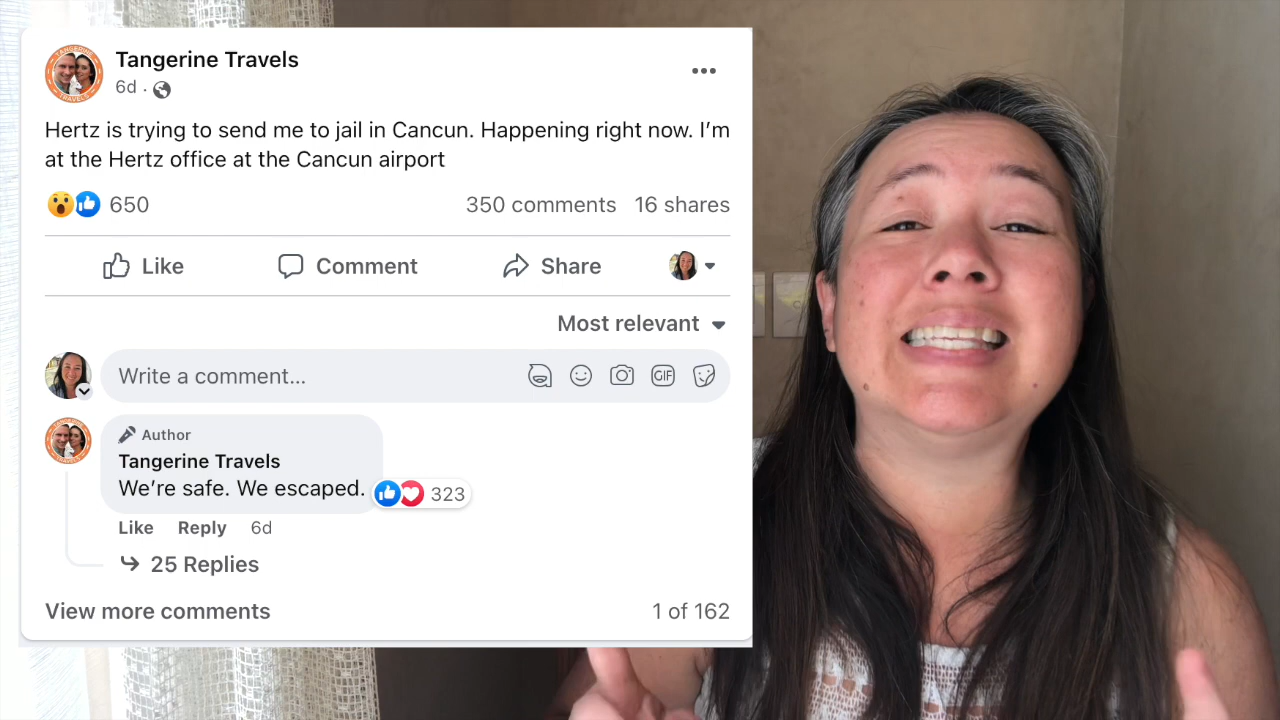 Tangerine Travels
6d ·
Hertz is trying to send me to jail in Cancun. Happening right now. I’m
at the Hertz office at the Cancun airport
650
350 comments 16 shares
Like Comment Share
Most relevant
Write a comment...
GIF
Author
Tangerine Travels
We’re safe. We escaped.
323
Like Reply 6d
25 Replies
View more comments
1 of 162